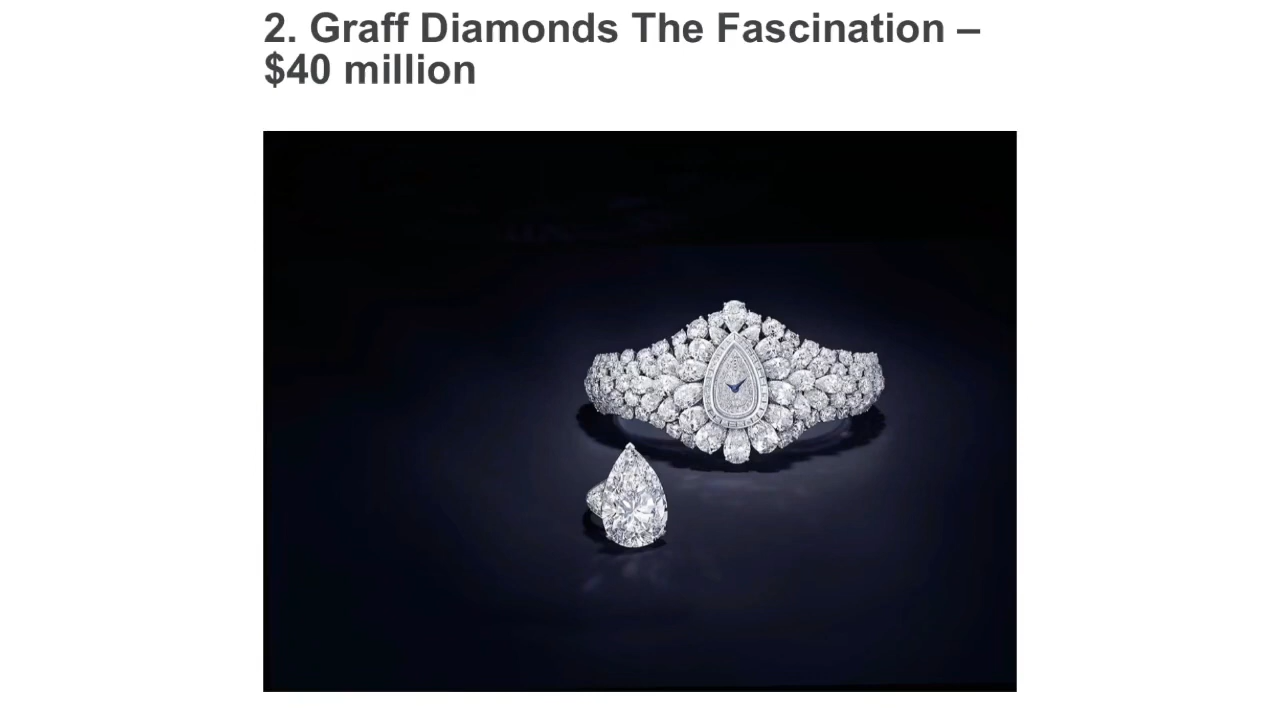 2. Graff Diamonds The Fascination –
$40 million